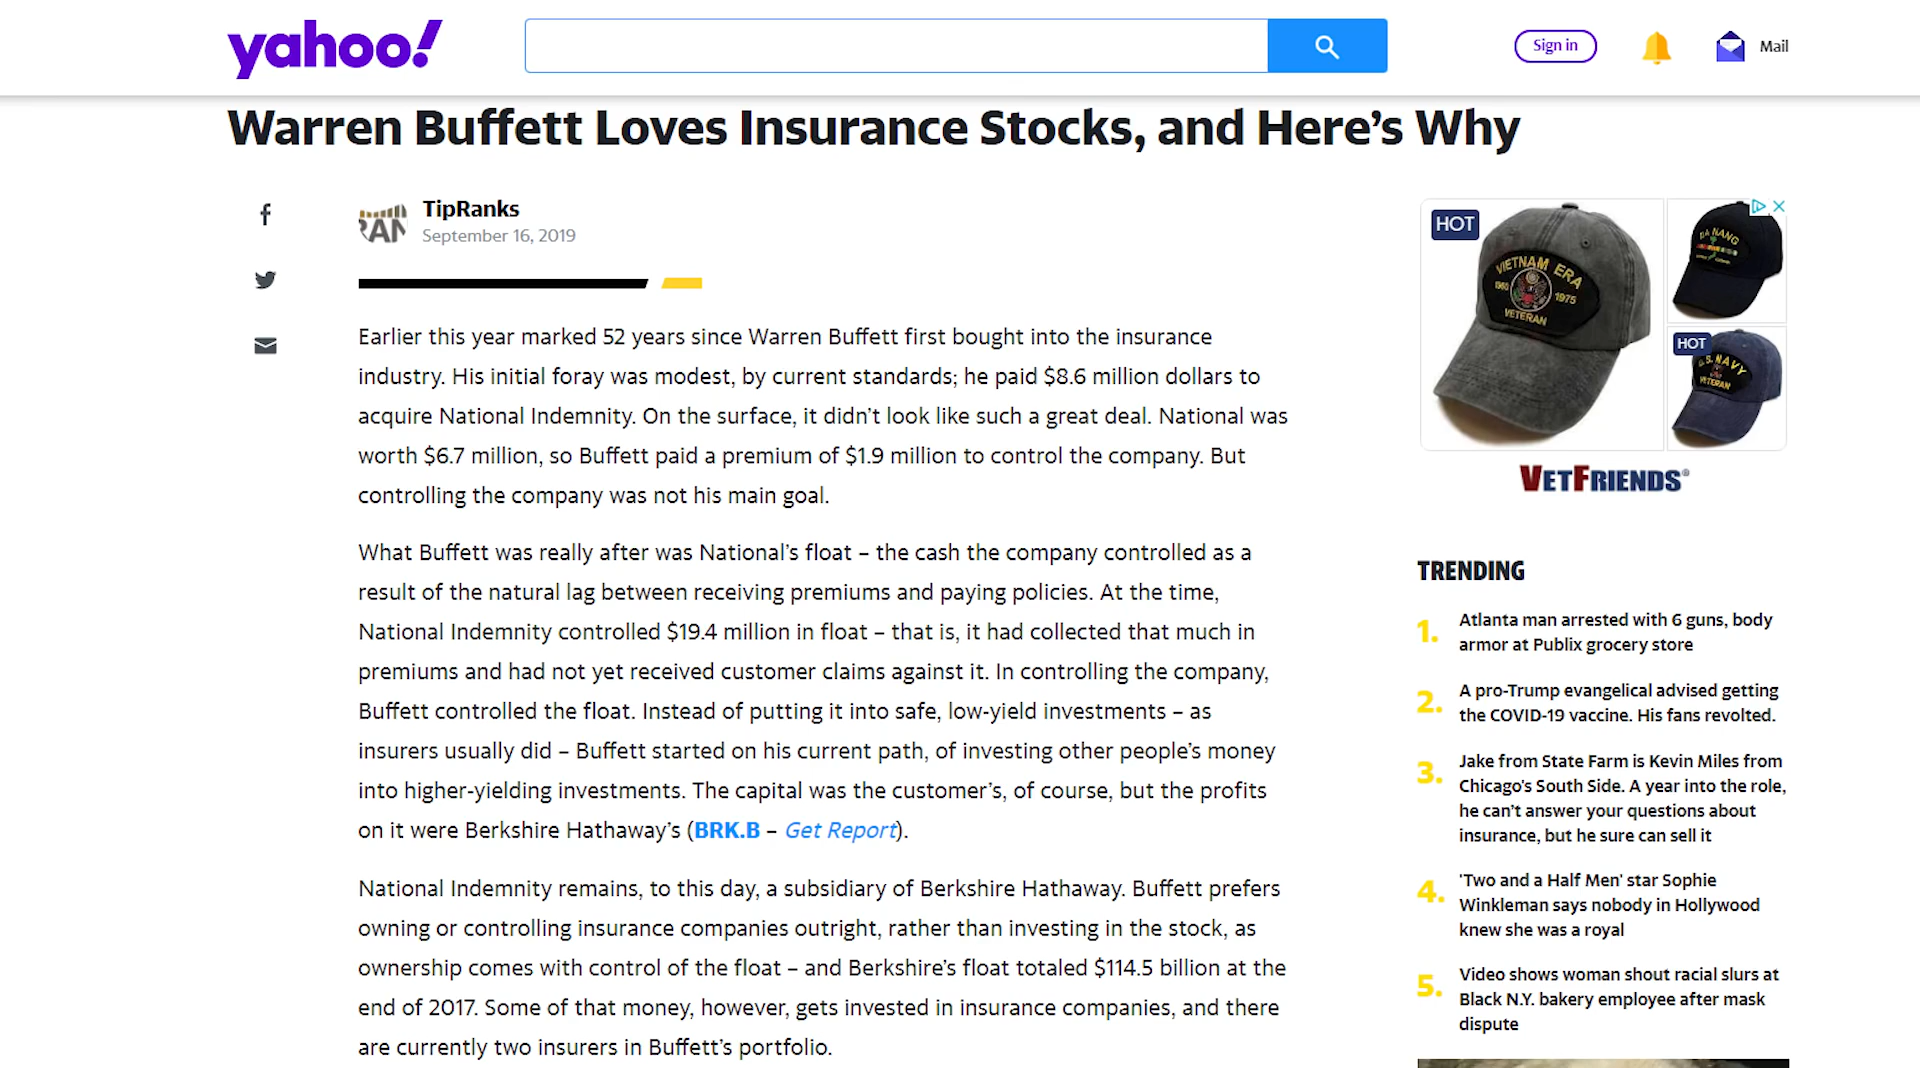 yahoo!
Sign in
Mail
Warren Buffett Loves Insurance Stocks, and Here's Why
TipRanks
September 16, 2019
Earlier this year marked 52 years since Warren Buffett first bought into the insurance
industry. His initial foray was modest, by current standards; he paid $8.6 million dollars to
acquire National Indemnity. On the surface, it didn't look like such a great deal. National was
worth $6.7 million, so Buffett paid a premium of $1.9 million to control the company. But
controlling the company was not his main goal.
What Buffett was really after was National's float – the cash the company controlled as a
result of the natural lag between receiving premiums and paying policies. At the time,
National Indemnity controlled $19.4 million in float – that is, it had collected that much in
premiums and had not yet received customer claims against it. In controlling the company,
Buffett controlled the float. Instead of putting it into safe, low-yield investments – as
insurers usually did – Buffett started on his current path, of investing other people's money
into higher-yielding investments. The capital was the customer's, of course, but the profits
on it were Berkshire Hathaway's (BRK.B – Get Report).
National Indemnity remains, to this day, a subsidiary of Berkshire Hathaway. Buffett prefers
owning or controlling insurance companies outright, rather than investing in the stock, as
ownership comes with control of the float – and Berkshire's float totaled $114.5 billion at the
end of 2017. Some of that money, however, gets invested in insurance companies, and there
are currently two insurers in Buffett's portfolio.
HOT
VIETNAM ERA
1960 1975
VETERAN
DA NANG
HOT
U.S. NAVY
VETERAN
VETFRIENDS®
TRENDING
1. Atlanta man arrested with 6 guns, body
armor at Publix grocery store
2. A pro-Trump evangelical advised getting
the COVID-19 vaccine. His fans revolted.
3. Jake from State Farm is Kevin Miles from
Chicago's South Side. A year into the role,
he can't answer your questions about
insurance, but he sure can sell it
4. 'Two and a Half Men' star Sophie
Winkleman says nobody in Hollywood
knew she was a royal
5. Video shows woman shout racial slurs at
Black N.Y. bakery employee after mask
dispute